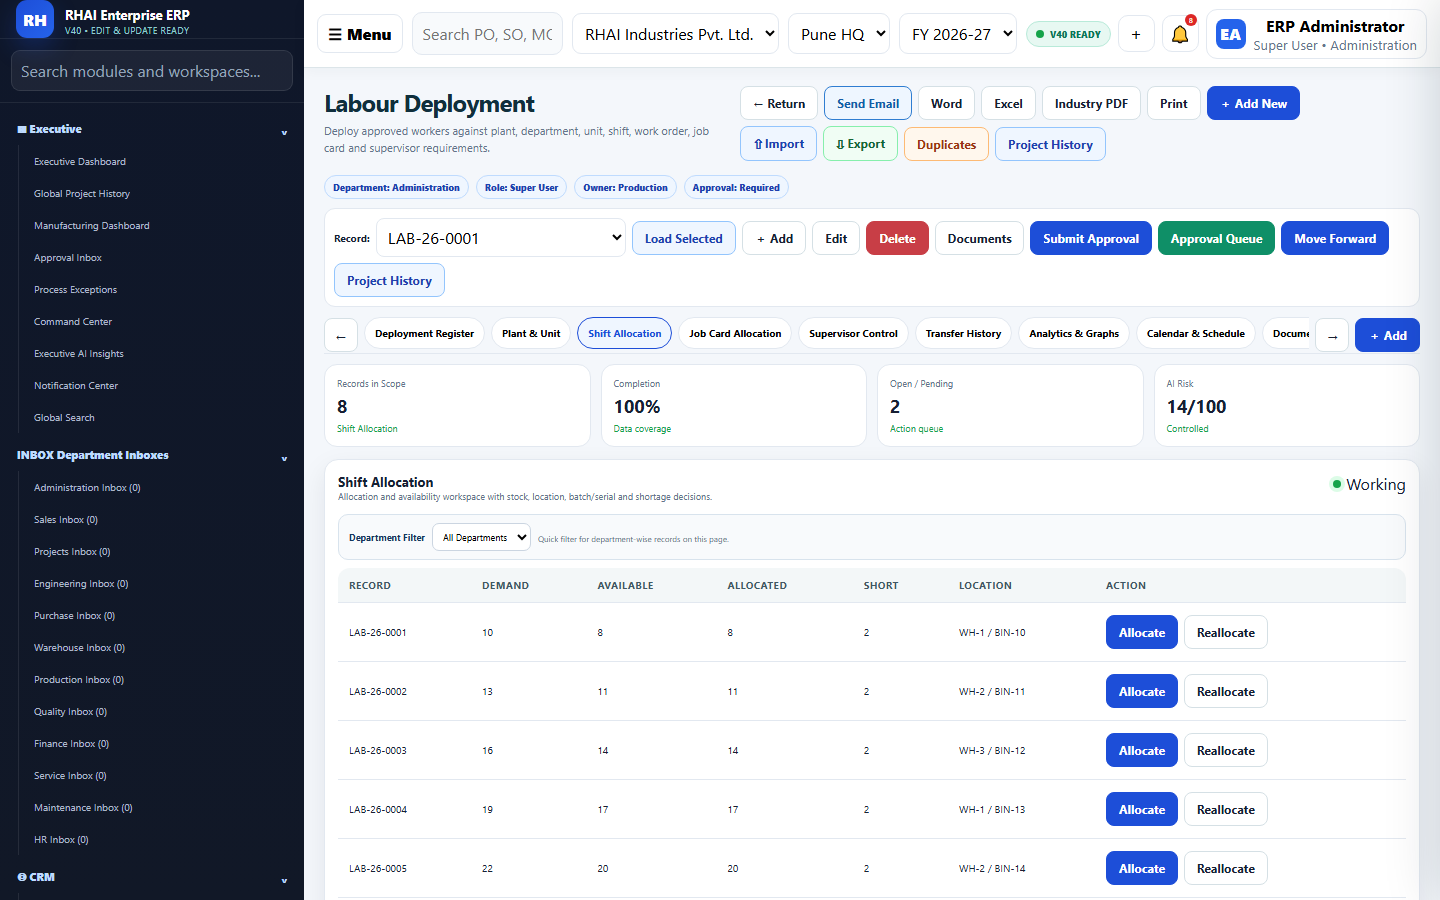 RH
RHAI Enterprise ERP
V40 • EDIT & UPDATE READY
Search modules and workspaces...
Executive
Executive Dashboard
Global Project History
Manufacturing Dashboard
Approval Inbox
Process Exceptions
Command Center
Executive AI Insights
Notification Center
Global Search
INBOX Department Inboxes
Administration Inbox (0)
Sales Inbox (0)
Projects Inbox (0)
Engineering Inbox (0)
Purchase Inbox (0)
Warehouse Inbox (0)
Production Inbox (0)
Quality Inbox (0)
Finance Inbox (0)
Service Inbox (0)
Maintenance Inbox (0)
HR Inbox (0)
CRM
☰ Menu
Search PO, SO, MC
RHAI Industries Pvt. Ltd.
Pune HQ
FY 2026-27
V40 READY
+
8
EA
ERP Administrator
Super User • Administration
Labour Deployment
Deploy approved workers against plant, department, unit, shift, work order, job
card and supervisor requirements.
← Return
Send Email
Word
Excel
Industry PDF
Print
+ Add New
⇧ Import
⇩ Export
Duplicates
Project History
Department: Administration
Role: Super User
Owner: Production
Approval: Required
Record:
LAB-26-0001
Load Selected
+ Add
Edit
Delete
Documents
Submit Approval
Approval Queue
Move Forward
Project History
←
Deployment Register
Plant & Unit
Shift Allocation
Job Card Allocation
Supervisor Control
Transfer History
Analytics & Graphs
Calendar & Schedule
Docume
→
+ Add
Records in Scope
8
Shift Allocation
Completion
100%
Data coverage
Open / Pending
2
Action queue
AI Risk
14/100
Controlled
Shift Allocation
Allocation and availability workspace with stock, location, batch/serial and shortage decisions.
Working
Department Filter
All Departments
Quick filter for department-wise records on this page.
RECORD DEMAND AVAILABLE ALLOCATED SHORT LOCATION ACTION
LAB-26-0001 10 8 8 2 WH-1 / BIN-10 Allocate Reallocate
LAB-26-0002 13 11 11 2 WH-2 / BIN-11 Allocate Reallocate
LAB-26-0003 16 14 14 2 WH-3 / BIN-12 Allocate Reallocate
LAB-26-0004 19 17 17 2 WH-1 / BIN-13 Allocate Reallocate
LAB-26-0005 22 20 20 2 WH-2 / BIN-14 Allocate Reallocate